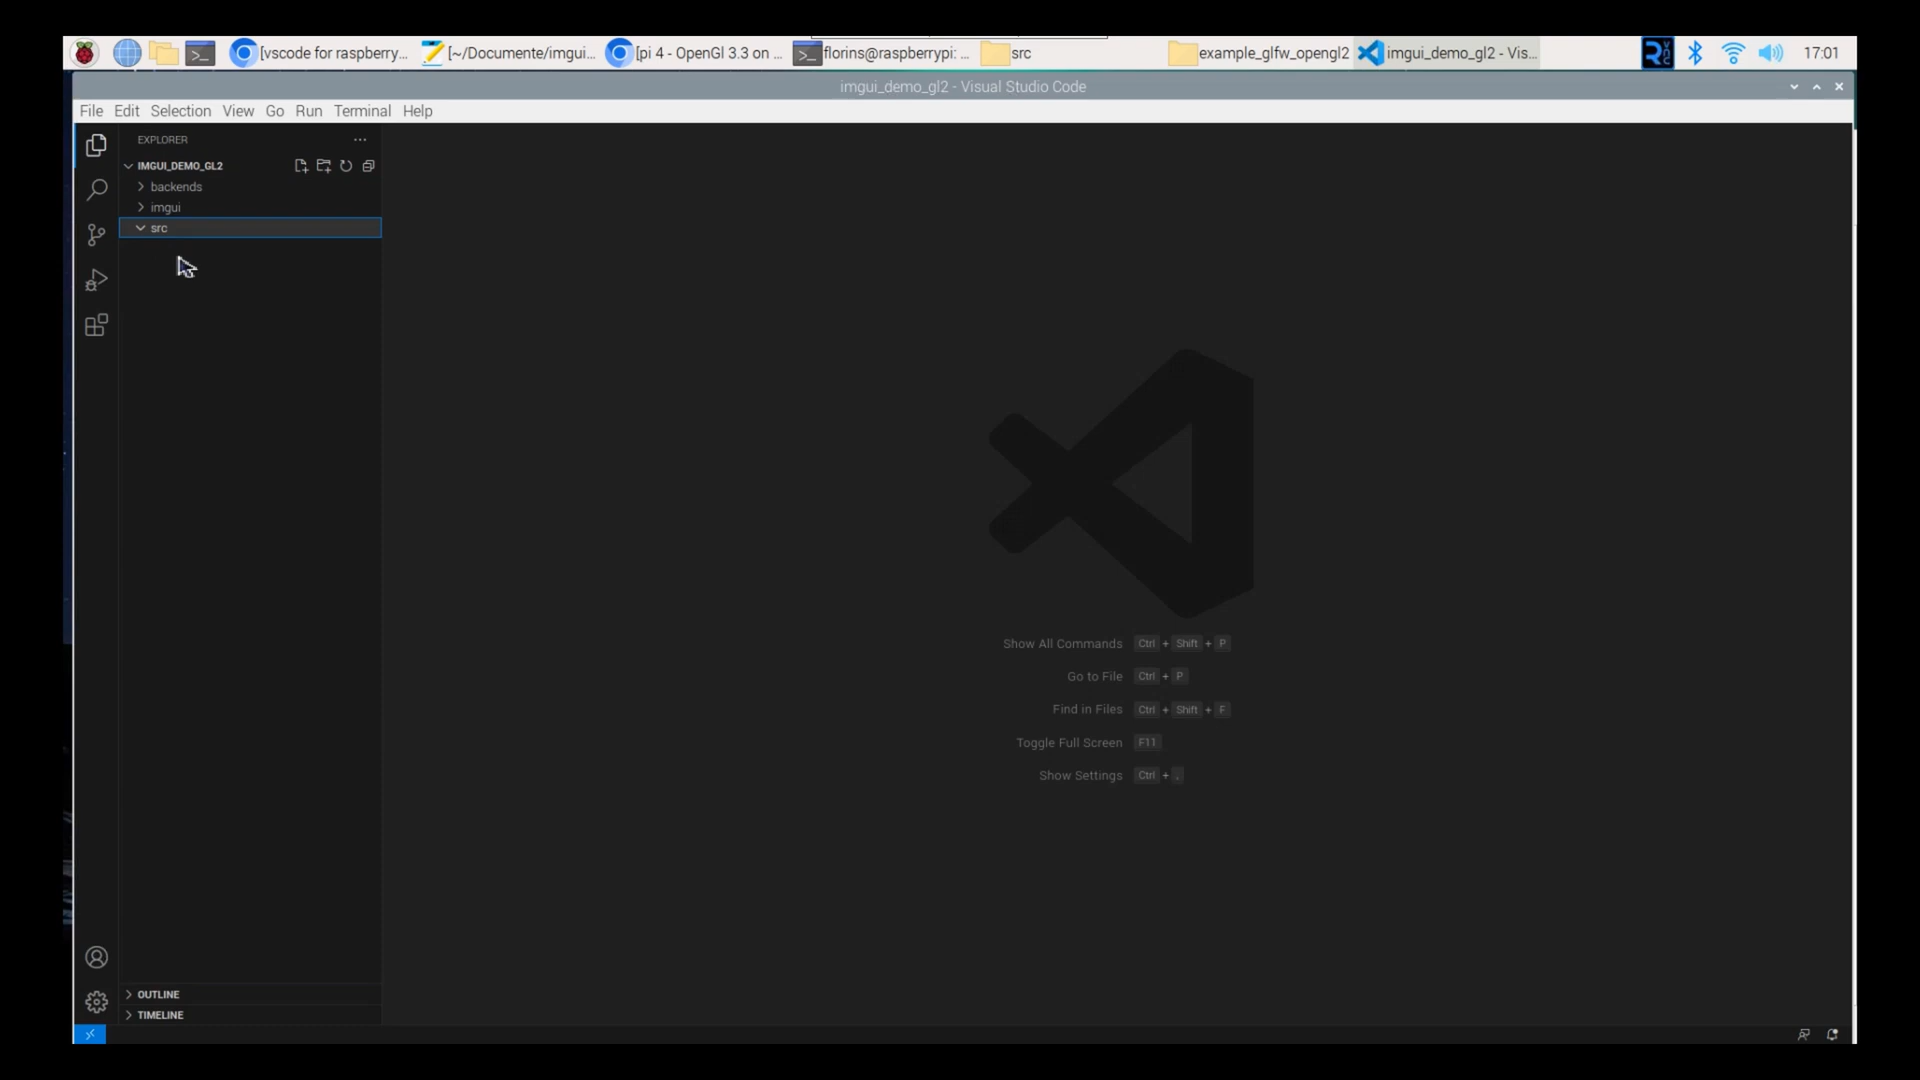 [vscode for raspberry... [~/Documente/imgui... [pi 4 - OpenGl 3.3 on ... florins@raspberrypi: ... src example_glfw_opengl2 imgui_demo_gl2 - Vis... 17:01
imgui_demo_gl2 - Visual Studio Code
File Edit Selection View Go Run Terminal Help
EXPLORER
IMGUI_DEMO_GL2
backends
imgui
src
Show All Commands Ctrl + Shift + P
Go to File Ctrl + P
Find in Files Ctrl + Shift + F
Toggle Full Screen F11
Show Settings Ctrl + ,
OUTLINE
TIMELINE